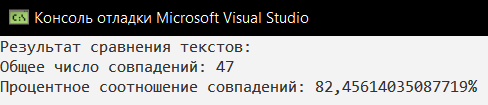 C:\ Консоль отладки Microsoft Visual Studio
Результат сравнения текстов:
Общее число совпадений: 47
Процентное соотношение совпадений: 82,45614035087719%